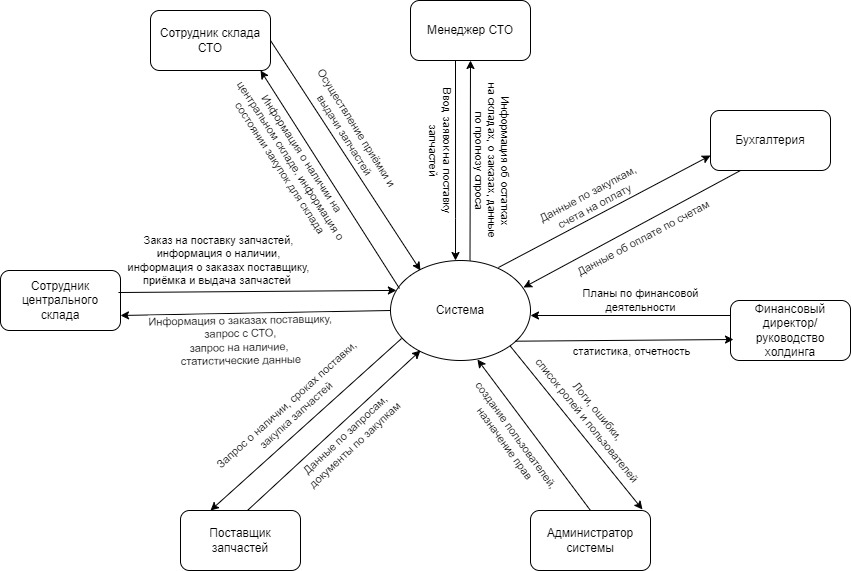 Сотрудник склада
СТО
Менеджер СТО
Бухгалтерия
Осуществление приёмки и
выдачи запчастей
Информация о наличии на
центральном складе, информация о
состоянии закупок для склада
Ввод заявок на поставку
запчастей
Информация об остатках
на складах, о заказах, данные
по прогнозу спроса
Данные по закупкам,
счета на оплату
Данные об оплате по счетам
Заказ на поставку запчастей,
информация о наличии,
информация о заказах поставщику,
приёмка и выдача запчастей
Сотрудник
центрального
склада
Система
Планы по финансовой
деятельности
Финансовый
директор/
руководство
холдинга
Информация о заказах поставщику,
запрос с СТО,
запрос на наличие,
статистические данные
статистика, отчетность
Запрос о наличии, сроках поставки,
закупка запчастей
Данные по запросам,
документы по закупкам
создание пользователей,
назначение прав
Логи, ошибки,
список ролей и пользователей
Поставщик
запчастей
Администратор
системы